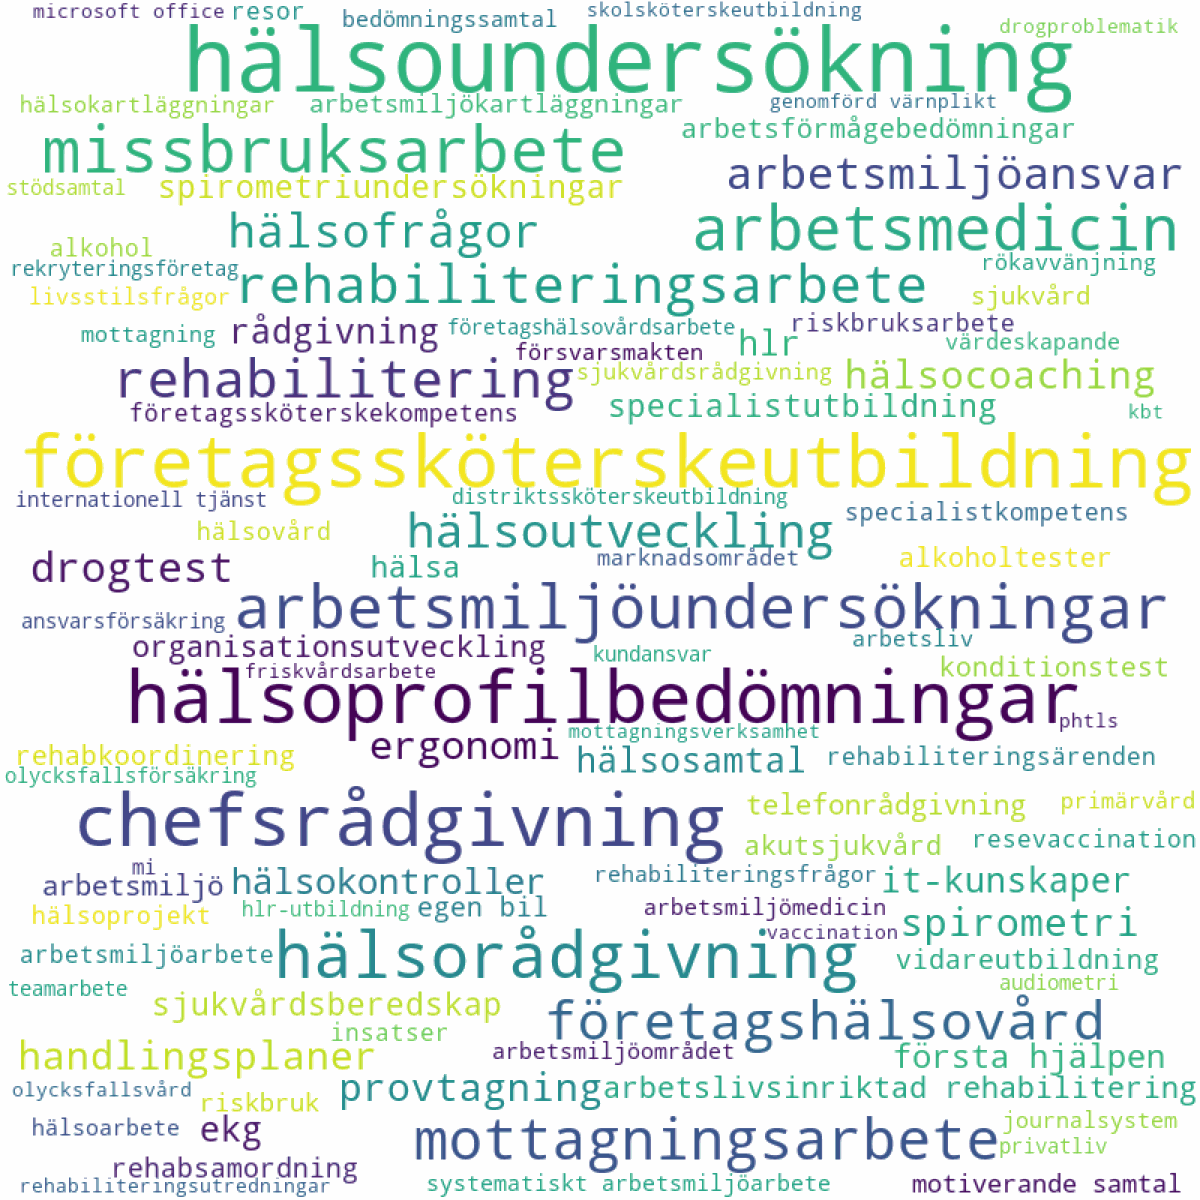 microsoft office
resor
bedömningssamtal
skolsköterskeutbildning
drogproblematik
hälsoundersökning
hälsokartläggningar
arbetsmiljökartläggningar
genomförd värnplikt
missbruksarbete
arbetsförmågebedömningar
stödsamtal
spirometriundersökningar
arbetsmiljöansvar
hälsofrågor
arbetsmedicin
alkohol
rekryteringsföretag
rehabiliteringsarbete
rökavvänjning
livsstilsfrågor
sjukvård
mottagning
rådgivning
företagshälsovårdsarbete
hlr
riskbruksarbete
försvarsmakten
värdeskapande
rehabilitering
sjukvårdsrådgivning
hälsocoaching
företagssköterskekompetens
specialistutbildning
kbt
företagssköterskeutbildning
internationell tjänst
distriktssköterskeutbildning
hälsovård
hälsoutveckling
specialistkompetens
drogtest
hälsa
marknadsområdet
alkoholtester
ansvarsförsäkring
arbetsmiljöundersökningar
organisationsutveckling
kundansvar
arbetsliv
friskvårdsarbete
konditionstest
hälsoprofilbedömningar
phtls
rehabkoordinering
ergonomi
mottagningsverksamhet
hälsosamtal
rehabiliteringsärenden
olycksfallsförsäkring
chefsrådgivning
telefonrådgivning
primärvård
akutsjukvård
resevaccination
mi
arbetsmiljö
hälsokontroller
rehabiliteringsfrågor
it-kunskaper
hälsoprojekt
hlr-utbildning
egen bil
arbetsmiljömedicin
vaccination
spirometri
arbetsmiljöarbete
hälsorådgivning
vidareutbildning
teamarbete
audiometri
sjukvårdsberedskap
insatser
företagshälsovård
handlingsplaner
arbetsmiljöområdet
första hjälpen
olycksfallsvård
riskbruk
provtagning
arbetslivsinriktad rehabilitering
hälsoarbete
ekg
mottagningsarbete
journalsystem
privatliv
rehabsamordning
rehabiliteringsutredningar
systematiskt arbetsmiljöarbete
motiverande samtal